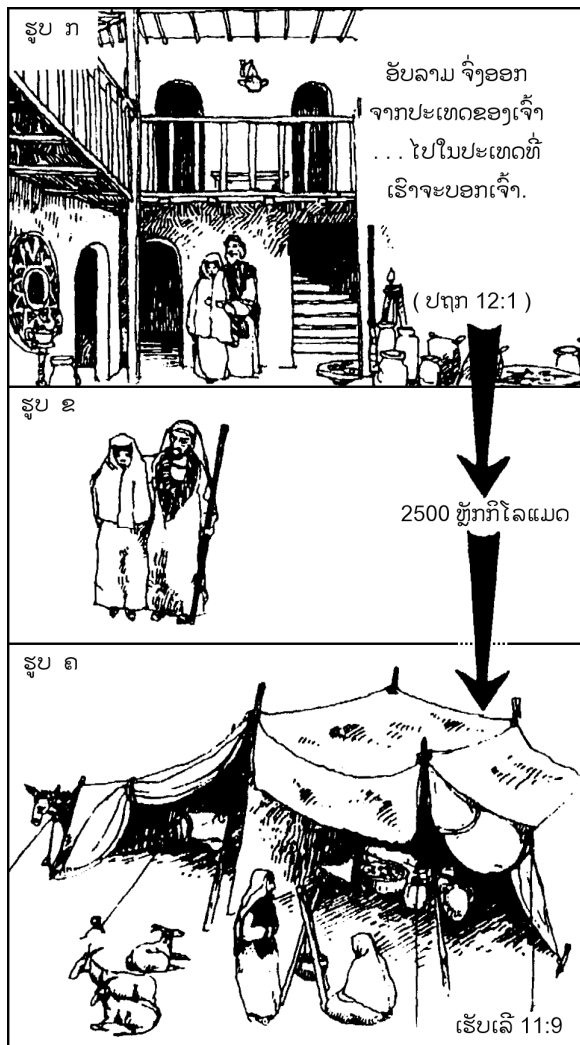 ຮູບ ກ
ອັບລາມ ຈົ່ງອອກ
ຈາກປະເທດຂອງເຈົ້າ
. . . ໄປໃນປະເທດທີ່
ເຮົາຈະບອກເຈົ້າ.
( ປຖກ 12:1 )
ຮູບ ຂ
2500 ຫຼັກກິໂລແມດ
ຮູບ ຄ
ເຮັບເລີ 11:9